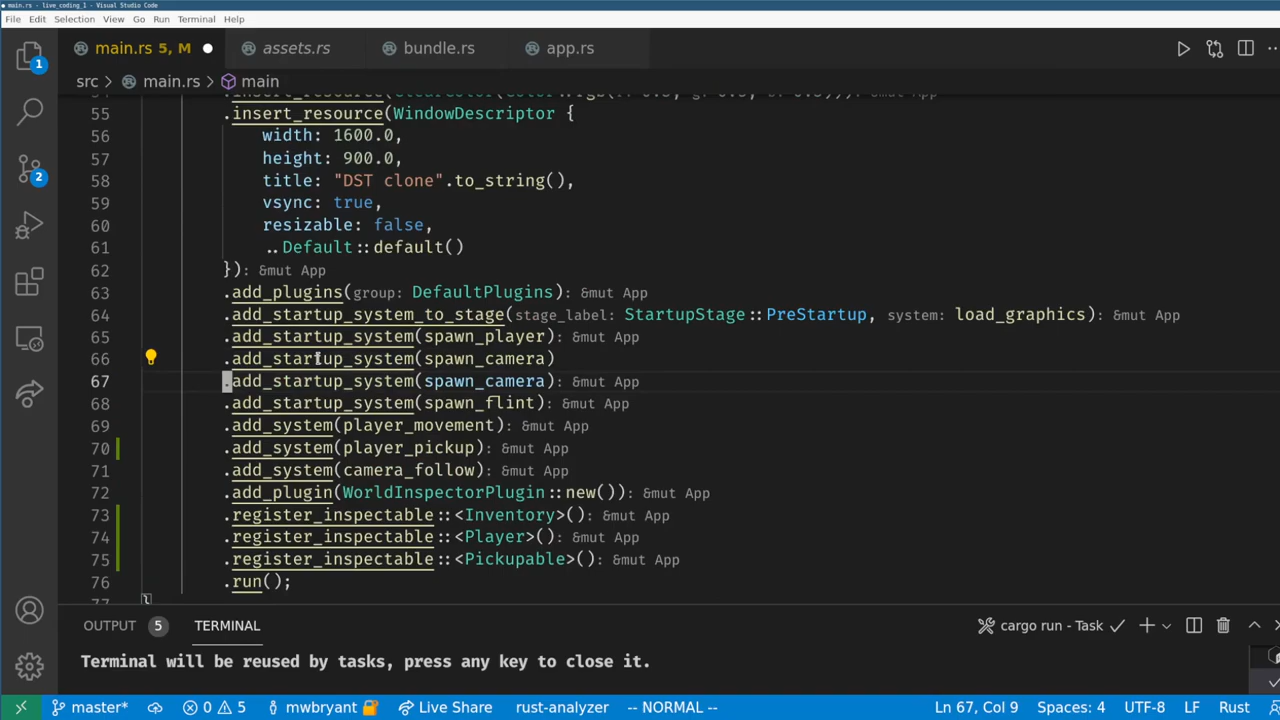 main.rs - live_coding_1 - Visual Studio Code
File Edit Selection View Go Run Terminal Help
main.rs 5, M assets.rs bundle.rs app.rs
src > main.rs > main
55 .insert_resource(WindowDescriptor {
56 width: 1600.0,
57 height: 900.0,
58 title: "DST clone".to_string(),
59 vsync: true,
60 resizable: false,
61 ..Default::default()
62 }): &mut App
63 .add_plugins(group: DefaultPlugins): &mut App
64 .add_startup_system_to_stage(stage_label: StartupStage::PreStartup, system: load_graphics): &mut App
65 .add_startup_system(spawn_player): &mut App
66 .add_startup_system(spawn_camera)
67 .add_startup_system(spawn_camera): &mut App
68 .add_startup_system(spawn_flint): &mut App
69 .add_system(player_movement): &mut App
70 .add_system(player_pickup): &mut App
71 .add_system(camera_follow): &mut App
72 .add_plugin(WorldInspectorPlugin::new()): &mut App
73 .register_inspectable::<Inventory>(): &mut App
74 .register_inspectable::<Player>(): &mut App
75 .register_inspectable::<Pickupable>(): &mut App
76 .run();
77 }
OUTPUT 5 TERMINAL cargo run - Task
Terminal will be reused by tasks, press any key to close it.
master* 0 5 mwbryant Live Share rust-analyzer -- NORMAL -- Ln 67, Col 9 Spaces: 4 UTF-8 LF Rust